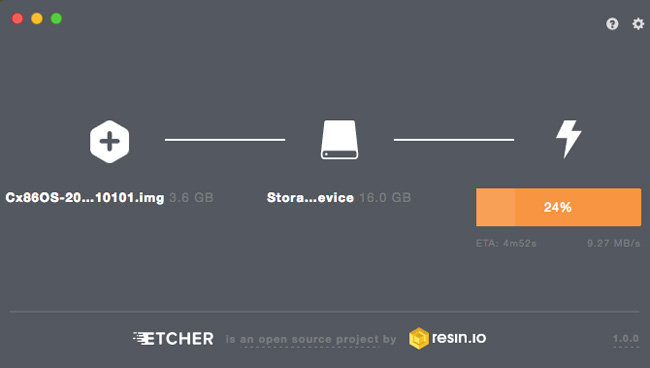 Cx86OS-20...10101.img 3.6 GB
Stora...evice 16.0 GB
24%
ETA: 4m52s 9.27 MB/s
ETCHER is an open source project by resin.io 1.0.0